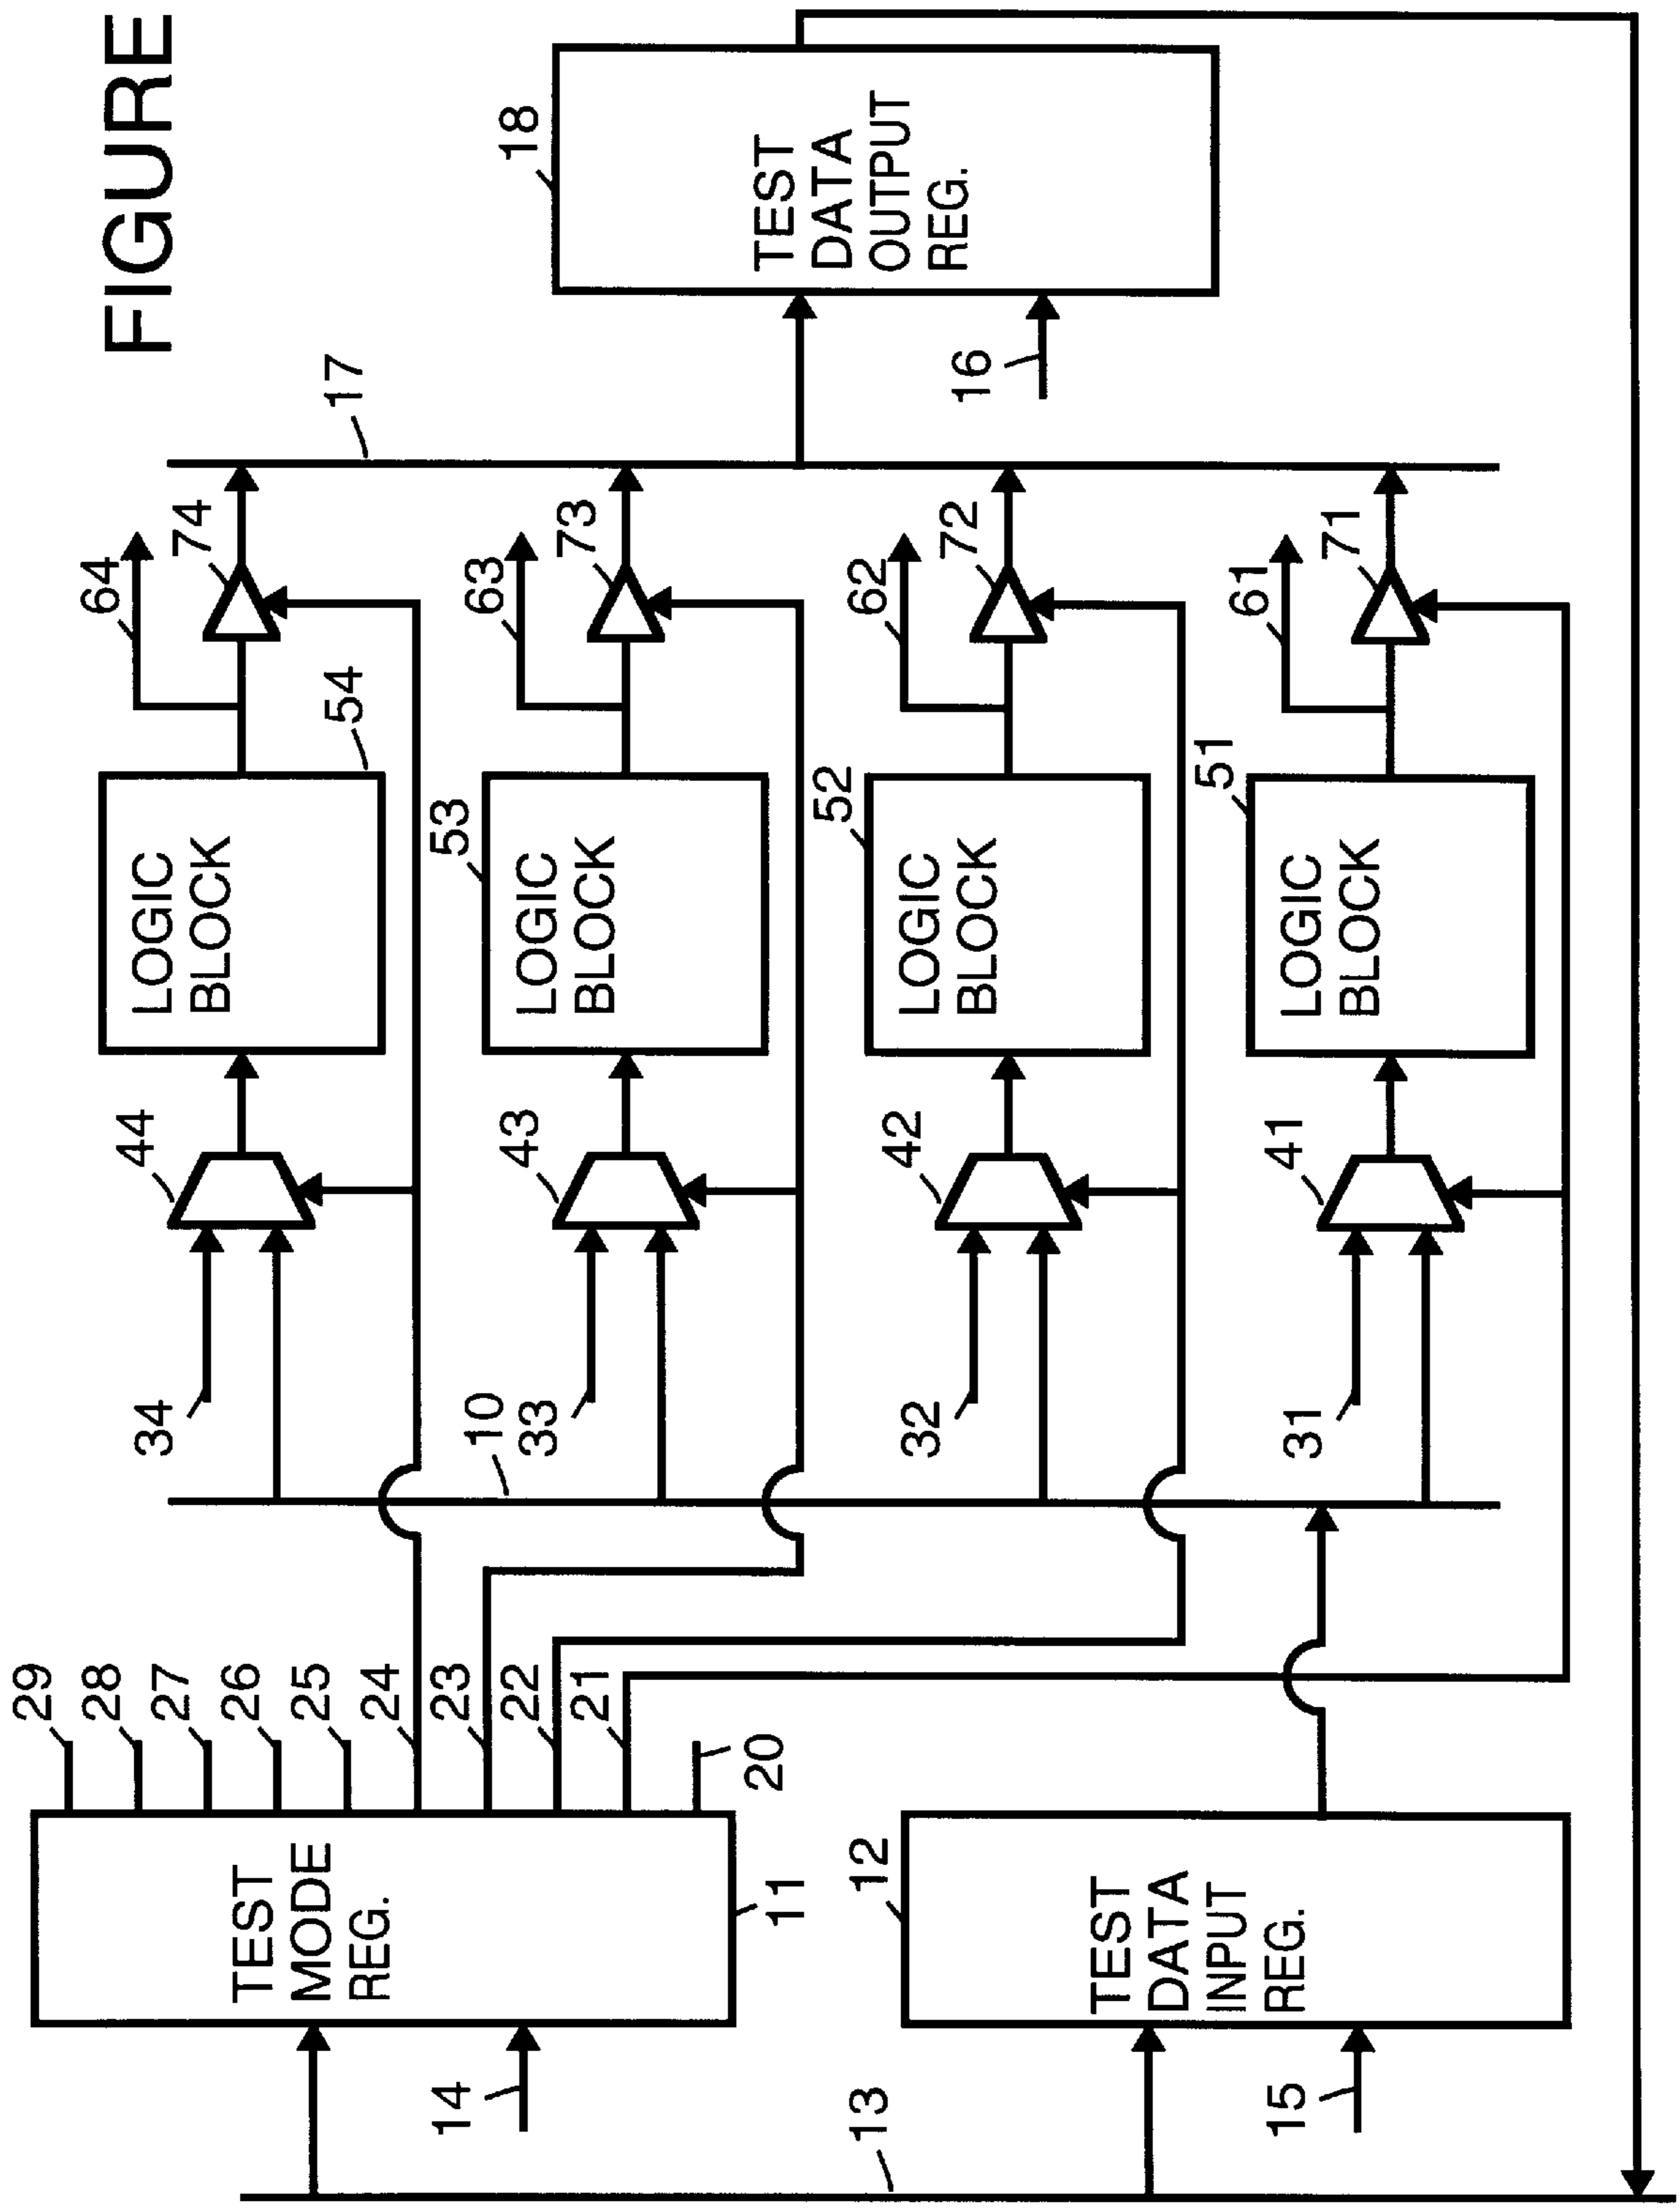 FIGURE
29
28
27
26
25
24
23
22
21
20
TEST
MODE
REG.
11
14
13
12
TEST
DATA
INPUT
REG.
15
10
34
44
LOGIC
BLOCK
54
64
74
33
43
53
LOGIC
BLOCK
63
73
32
42
52
LOGIC
BLOCK
62
72
31
41
51
LOGIC
BLOCK
61
71
17
18
TEST
DATA
OUTPUT
REG.
16